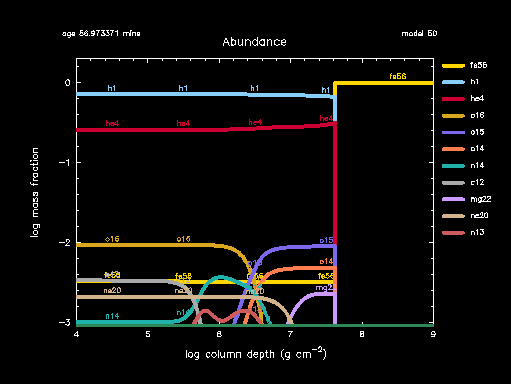 age 56.973371 mins
model 50
Abundance
fe56
h1
he4
o16
o15
o14
n14
c12
mg22
ne20
n13
fe56
h1 h1 h1 h1
he4 he4 he4 he4
o16 o16 o15
o14
fe56 fe56 fe56
ne20 ne20 mg22
n14
0
-1
-2
-3
log mass fraction
4 5 6 7 8 9
log column depth (g cm⁻²)